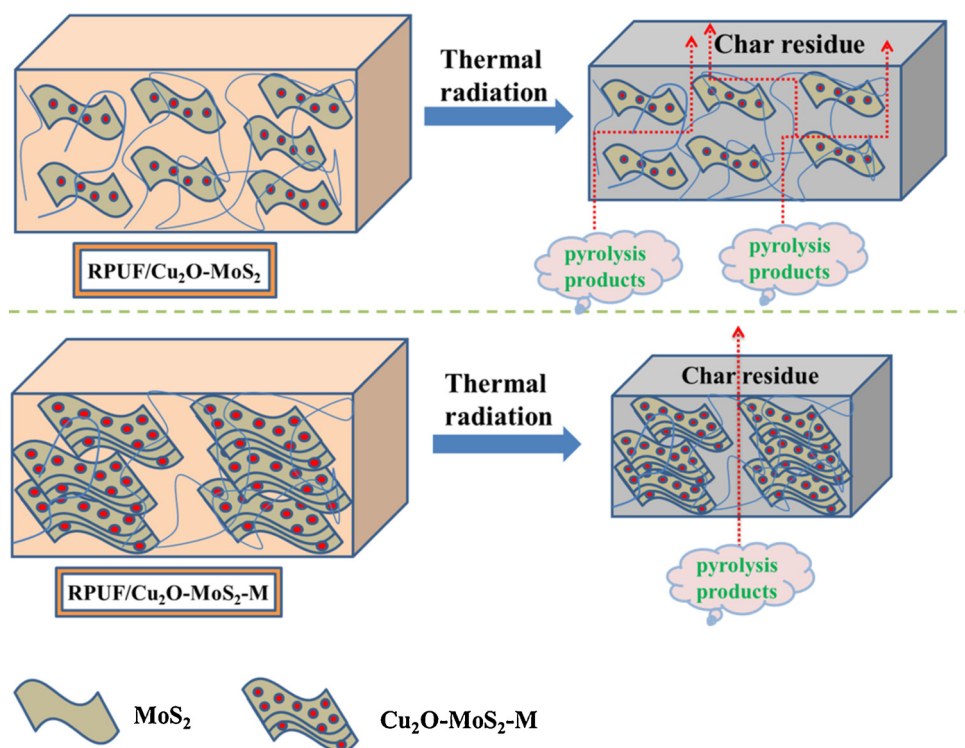 Thermal
radiation
Char residue
RPUF/Cu₂O-MoS₂
pyrolysis
products
pyrolysis
products
Thermal
radiation
Char residue
RPUF/Cu₂O-MoS₂-M
pyrolysis
products
MoS₂
Cu₂O-MoS₂-M